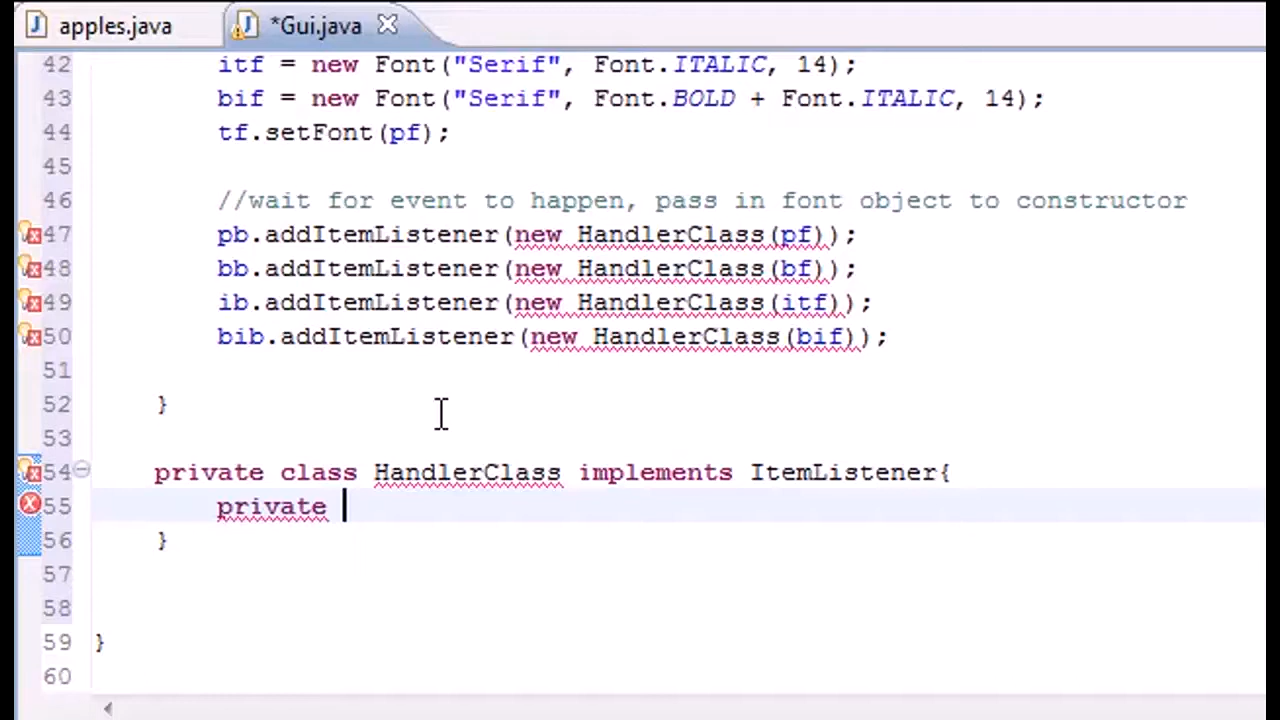 apples.java *Gui.java
42 itf = new Font("Serif", Font.ITALIC, 14);
43 bif = new Font("Serif", Font.BOLD + Font.ITALIC, 14);
44 tf.setFont(pf);
45
46 //wait for event to happen, pass in font object to constructor
47 pb.addItemListener(new HandlerClass(pf));
48 bb.addItemListener(new HandlerClass(bf));
49 ib.addItemListener(new HandlerClass(itf));
50 bib.addItemListener(new HandlerClass(bif));
51
52 }
53
54 private class HandlerClass implements ItemListener{
55 private
56 }
57
58
59 }
60